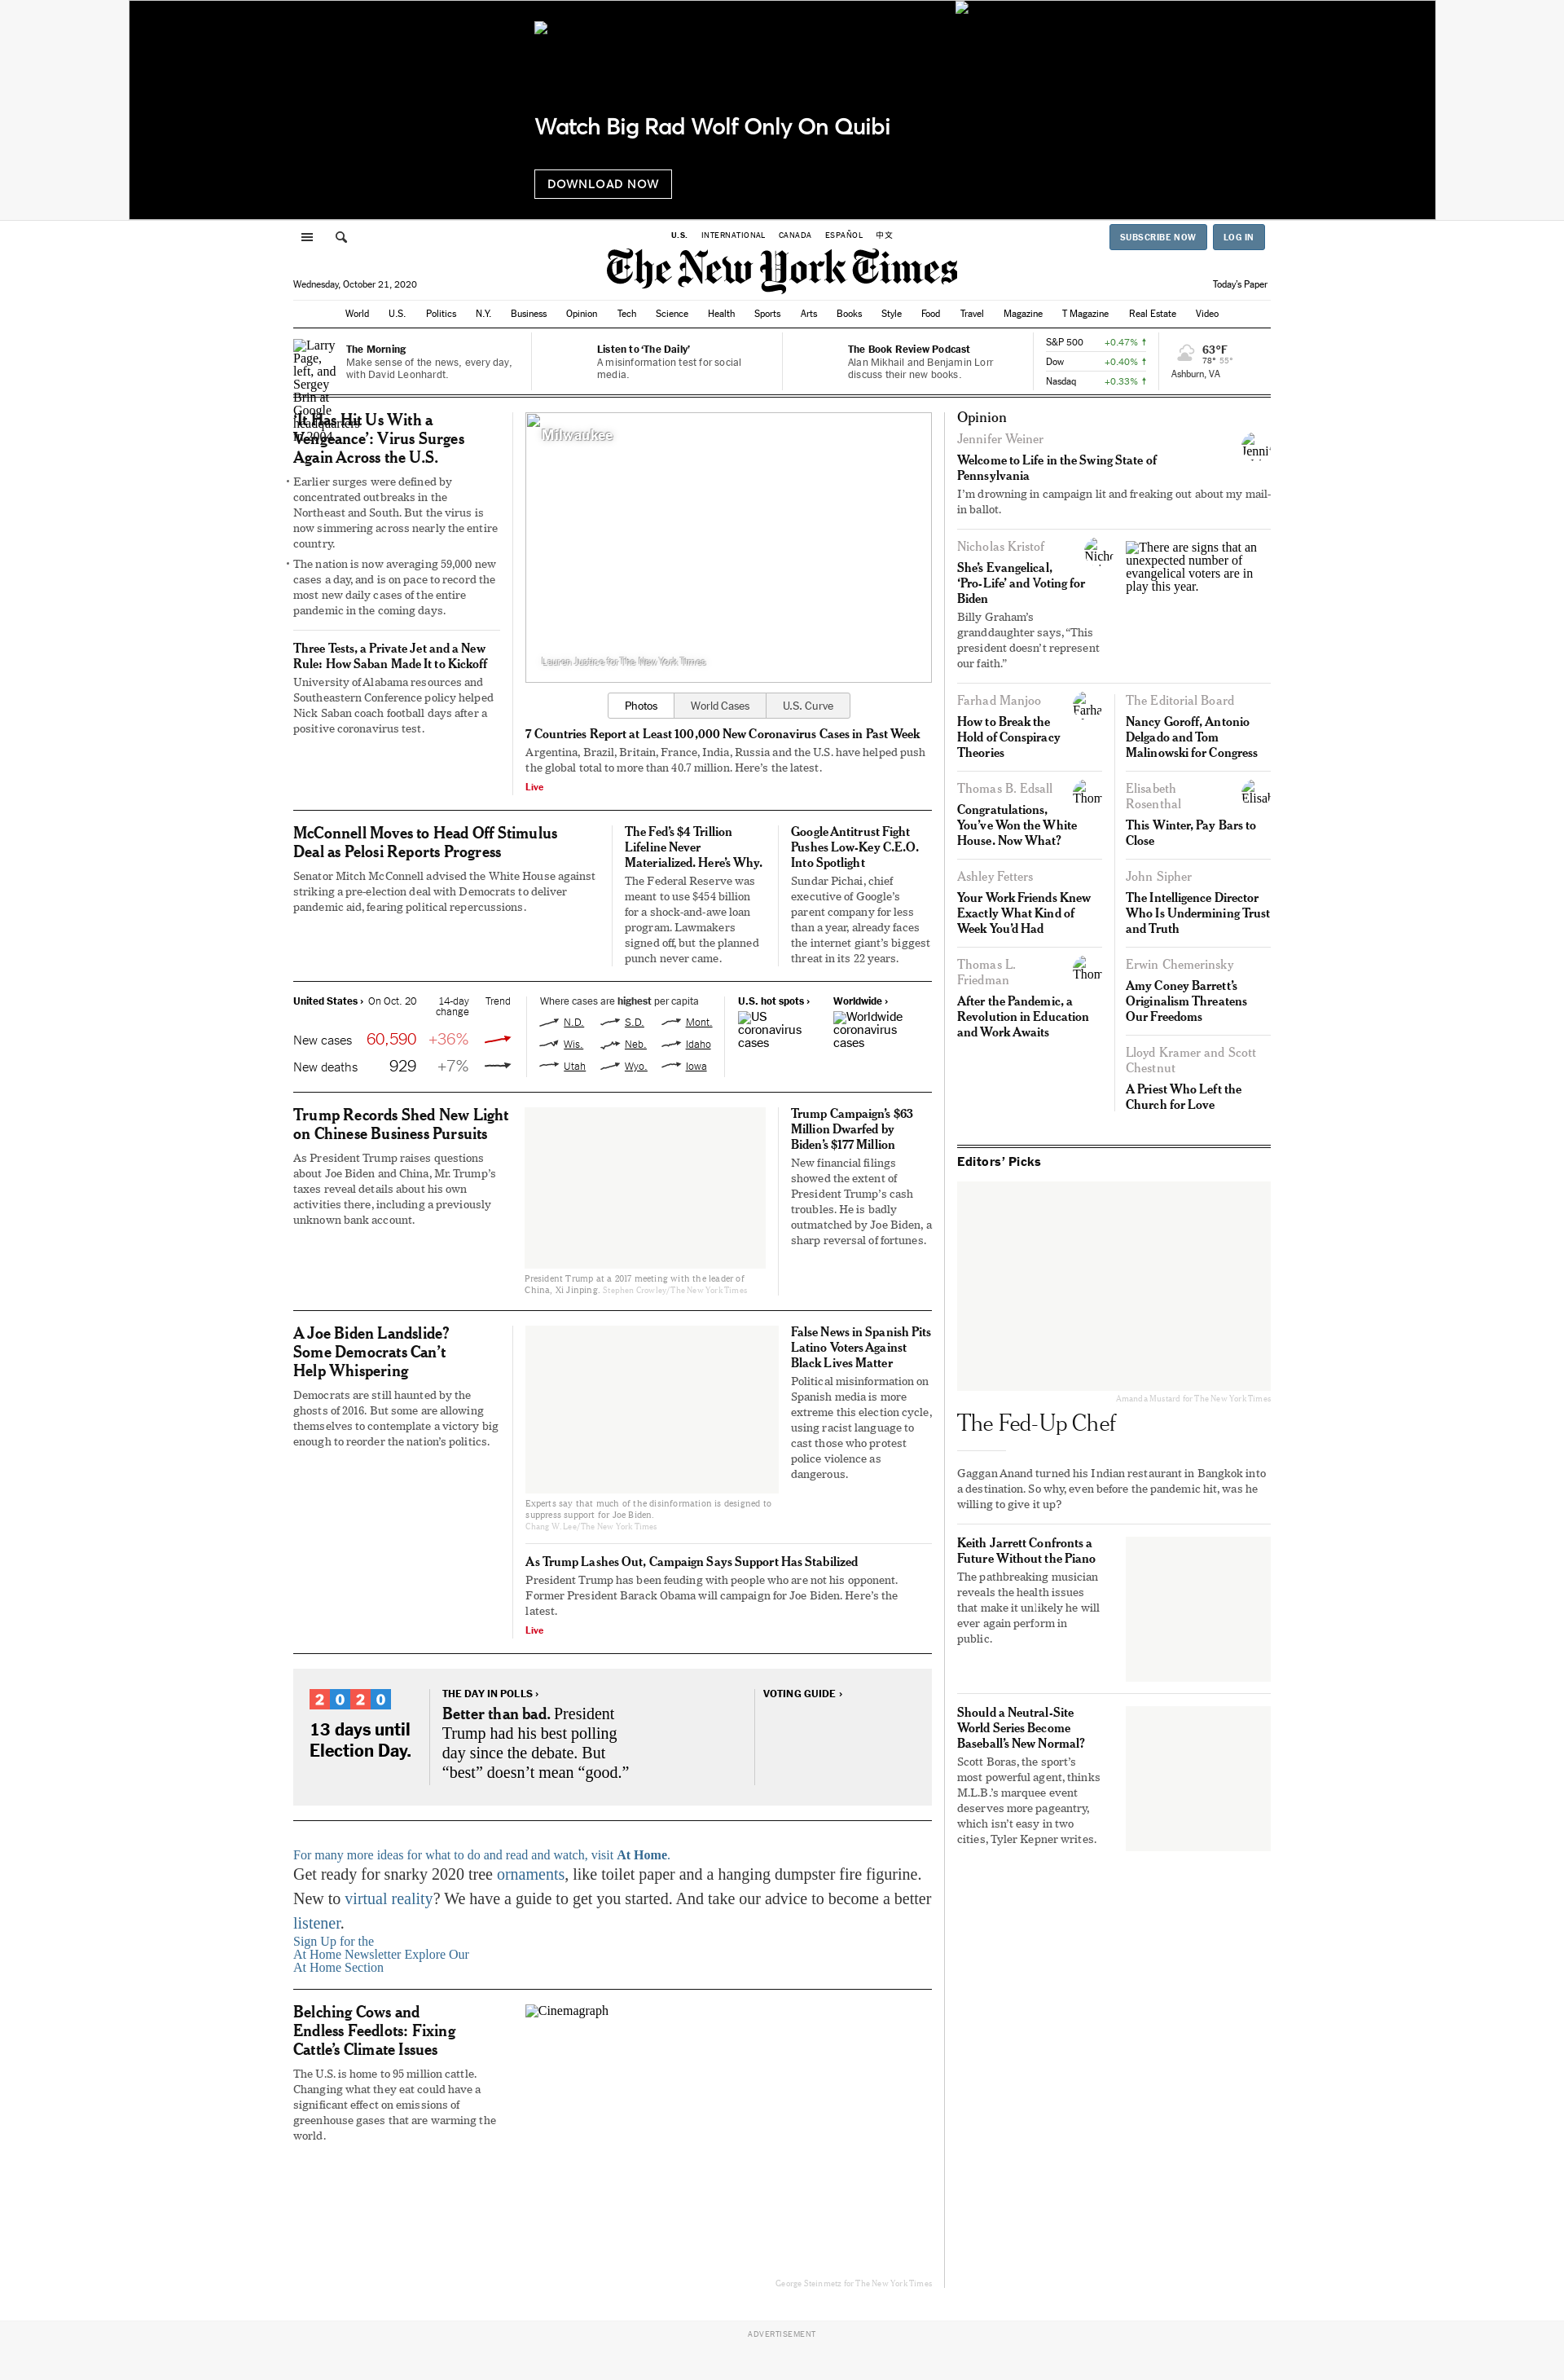 Watch Big Rad Wolf Only On Quibi
DOWNLOAD NOW
U.S. INTERNATIONAL CANADA ESPAÑOL 中文
SUBSCRIBE NOW LOG IN
The New York Times
Wednesday, October 21, 2020
Today's Paper
World U.S. Politics N.Y. Business Opinion Tech Science Health Sports Arts Books Style Food Travel Magazine T Magazine Real Estate Video
Larry
Page,
left, and
Sergey
Brin at
Google
headquarters
in 2004.
The Morning
Make sense of the news, every day,
with David Leonhardt.
Listen to ‘The Daily’
A misinformation test for social
media.
The Book Review Podcast
Alan Mikhail and Benjamin Lorr
discuss their new books.
S&P 500 +0.47%
Dow +0.40%
Nasdaq +0.33%
63°F
78° 55°
Ashburn, VA
‘It Has Hit Us With a
Vengeance’: Virus Surges
Again Across the U.S.
• Earlier surges were defined by
concentrated outbreaks in the
Northeast and South. But the virus is
now simmering across nearly the entire
country.
• The nation is now averaging 59,000 new
cases a day, and is on pace to record the
most new daily cases of the entire
pandemic in the coming days.
Three Tests, a Private Jet and a New
Rule: How Saban Made It to Kickoff
University of Alabama resources and
Southeastern Conference policy helped
Nick Saban coach football days after a
positive coronavirus test.
Milwaukee
Lauren Justice for The New York Times
Photos World Cases U.S. Curve
7 Countries Report at Least 100,000 New Coronavirus Cases in Past Week
Argentina, Brazil, Britain, France, India, Russia and the U.S. have helped push
the global total to more than 40.7 million. Here’s the latest.
Live
McConnell Moves to Head Off Stimulus
Deal as Pelosi Reports Progress
Senator Mitch McConnell advised the White House against
striking a pre-election deal with Democrats to deliver
pandemic aid, fearing political repercussions.
The Fed’s $4 Trillion
Lifeline Never
Materialized. Here’s Why.
The Federal Reserve was
meant to use $454 billion
for a shock-and-awe loan
program. Lawmakers
signed off, but the planned
punch never came.
Google Antitrust Fight
Pushes Low-Key C.E.O.
Into Spotlight
Sundar Pichai, chief
executive of Google’s
parent company for less
than a year, already faces
the internet giant’s biggest
threat in its 22 years.
United States › On Oct. 20 14-day
change Trend
New cases 60,590 +36%
New deaths 929 +7%
Where cases are highest per capita
N.D. S.D. Mont.
Wis. Neb. Idaho
Utah Wyo. Iowa
U.S. hot spots ›
US
coronavirus
cases
Worldwide ›
Worldwide
coronavirus
cases
Trump Records Shed New Light
on Chinese Business Pursuits
As President Trump raises questions
about Joe Biden and China, Mr. Trump’s
taxes reveal details about his own
activities there, including a previously
unknown bank account.
President Trump at a 2017 meeting with the leader of
China, Xi Jinping. Stephen Crowley/The New York Times
Trump Campaign’s $63
Million Dwarfed by
Biden’s $177 Million
New financial filings
showed the extent of
President Trump’s cash
troubles. He is badly
outmatched by Joe Biden, a
sharp reversal of fortunes.
A Joe Biden Landslide?
Some Democrats Can’t
Help Whispering
Democrats are still haunted by the
ghosts of 2016. But some are allowing
themselves to contemplate a victory big
enough to reorder the nation’s politics.
Experts say that much of the disinformation is designed to
suppress support for Joe Biden.
Chang W. Lee/The New York Times
False News in Spanish Pits
Latino Voters Against
Black Lives Matter
Political misinformation on
Spanish media is more
extreme this election cycle,
using racist language to
cast those who protest
police violence as
dangerous.
As Trump Lashes Out, Campaign Says Support Has Stabilized
President Trump has been feuding with people who are not his opponent.
Former President Barack Obama will campaign for Joe Biden. Here’s the
latest.
Live
2020
13 days until
Election Day.
THE DAY IN POLLS ›
Better than bad. President
Trump had his best polling
day since the debate. But
“best” doesn’t mean “good.”
VOTING GUIDE ›
For many more ideas for what to do and read and watch, visit At Home.
Get ready for snarky 2020 tree ornaments, like toilet paper and a hanging dumpster fire figurine.
New to virtual reality? We have a guide to get you started. And take our advice to become a better
listener.
Sign Up for the
At Home Newsletter Explore Our
At Home Section
Belching Cows and
Endless Feedlots: Fixing
Cattle’s Climate Issues
The U.S. is home to 95 million cattle.
Changing what they eat could have a
significant effect on emissions of
greenhouse gases that are warming the
world.
Cinemagraph
George Steinmetz for The New York Times
Opinion
Jennifer Weiner
Welcome to Life in the Swing State of
Pennsylvania
I’m drowning in campaign lit and freaking out about my mail-
in ballot.
Nicholas Kristof
She’s Evangelical,
‘Pro-Life’ and Voting for
Biden
Billy Graham’s
granddaughter says, “This
president doesn’t represent
our faith.”
There are signs that an
unexpected number of
evangelical voters are in
play this year.
Farhad Manjoo
How to Break the
Hold of Conspiracy
Theories
The Editorial Board
Nancy Goroff, Antonio
Delgado and Tom
Malinowski for Congress
Thomas B. Edsall
Congratulations,
You’ve Won the White
House. Now What?
Elisabeth
Rosenthal
This Winter, Pay Bars to
Close
Ashley Fetters
Your Work Friends Knew
Exactly What Kind of
Week You’d Had
John Sipher
The Intelligence Director
Who Is Undermining Trust
and Truth
Thomas L.
Friedman
After the Pandemic, a
Revolution in Education
and Work Awaits
Erwin Chemerinsky
Amy Coney Barrett’s
Originalism Threatens
Our Freedoms
Lloyd Kramer and Scott
Chestnut
A Priest Who Left the
Church for Love
Editors’ Picks
Amanda Mustard for The New York Times
The Fed-Up Chef
Gaggan Anand turned his Indian restaurant in Bangkok into
a destination. So why, even before the pandemic hit, was he
willing to give it up?
Keith Jarrett Confronts a
Future Without the Piano
The pathbreaking musician
reveals the health issues
that make it unlikely he will
ever again perform in
public.
Should a Neutral-Site
World Series Become
Baseball’s New Normal?
Scott Boras, the sport’s
most powerful agent, thinks
M.L.B.’s marquee event
deserves more pageantry,
which isn’t easy in two
cities, Tyler Kepner writes.
ADVERTISEMENT